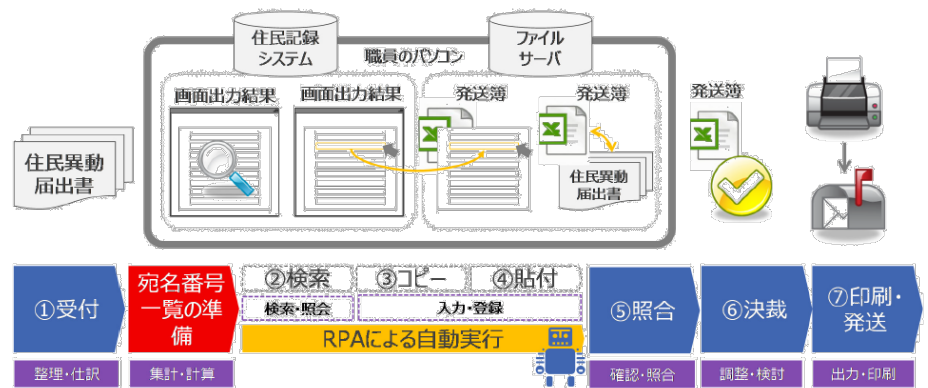 住民記録
システム
職員のパソコン
ファイル
サーバ
画面出力結果
画面出力結果
発送簿
発送簿
発送簿
住民異動
届出書
住民異動
届出書
①受付
宛名番号
一覧の準
備
②検索
③コピー
④貼付
検索・照会
入力・登録
RPAによる自動実行
⑤照合
⑥決裁
⑦印刷・
発送
整理・仕訳
集計・計算
確認・照合
調整・検討
出力・印刷